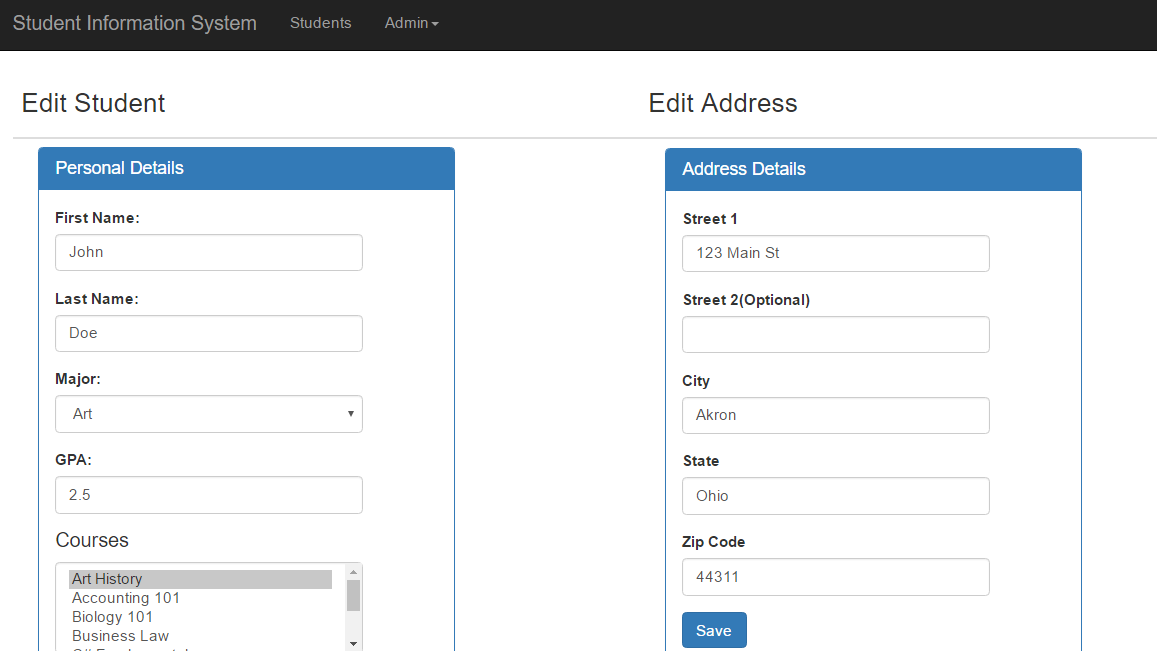 Student Information System Students Admin
Edit Student
Personal Details
First Name:
John
Last Name:
Doe
Major:
Art
GPA:
2.5
Courses
Art History
Accounting 101
Biology 101
Business Law
Edit Address
Address Details
Street 1
123 Main St
Street 2(Optional)
City
Akron
State
Ohio
Zip Code
44311
Save